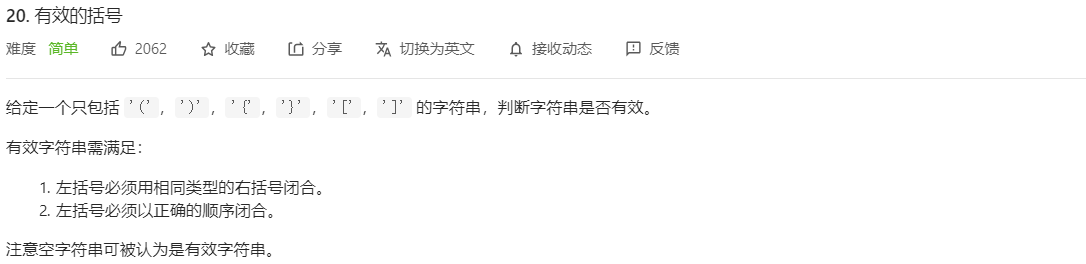 20. 有效的括号
难度 简单 2062 收藏 分享 切换为英文 接收动态 反馈
给定一个只包括 '('，')'，'{'，'}'，'['，']' 的字符串，判断字符串是否有效。
有效字符串需满足：
1. 左括号必须用相同类型的右括号闭合。
2. 左括号必须以正确的顺序闭合。
注意空字符串可被认为是有效字符串。